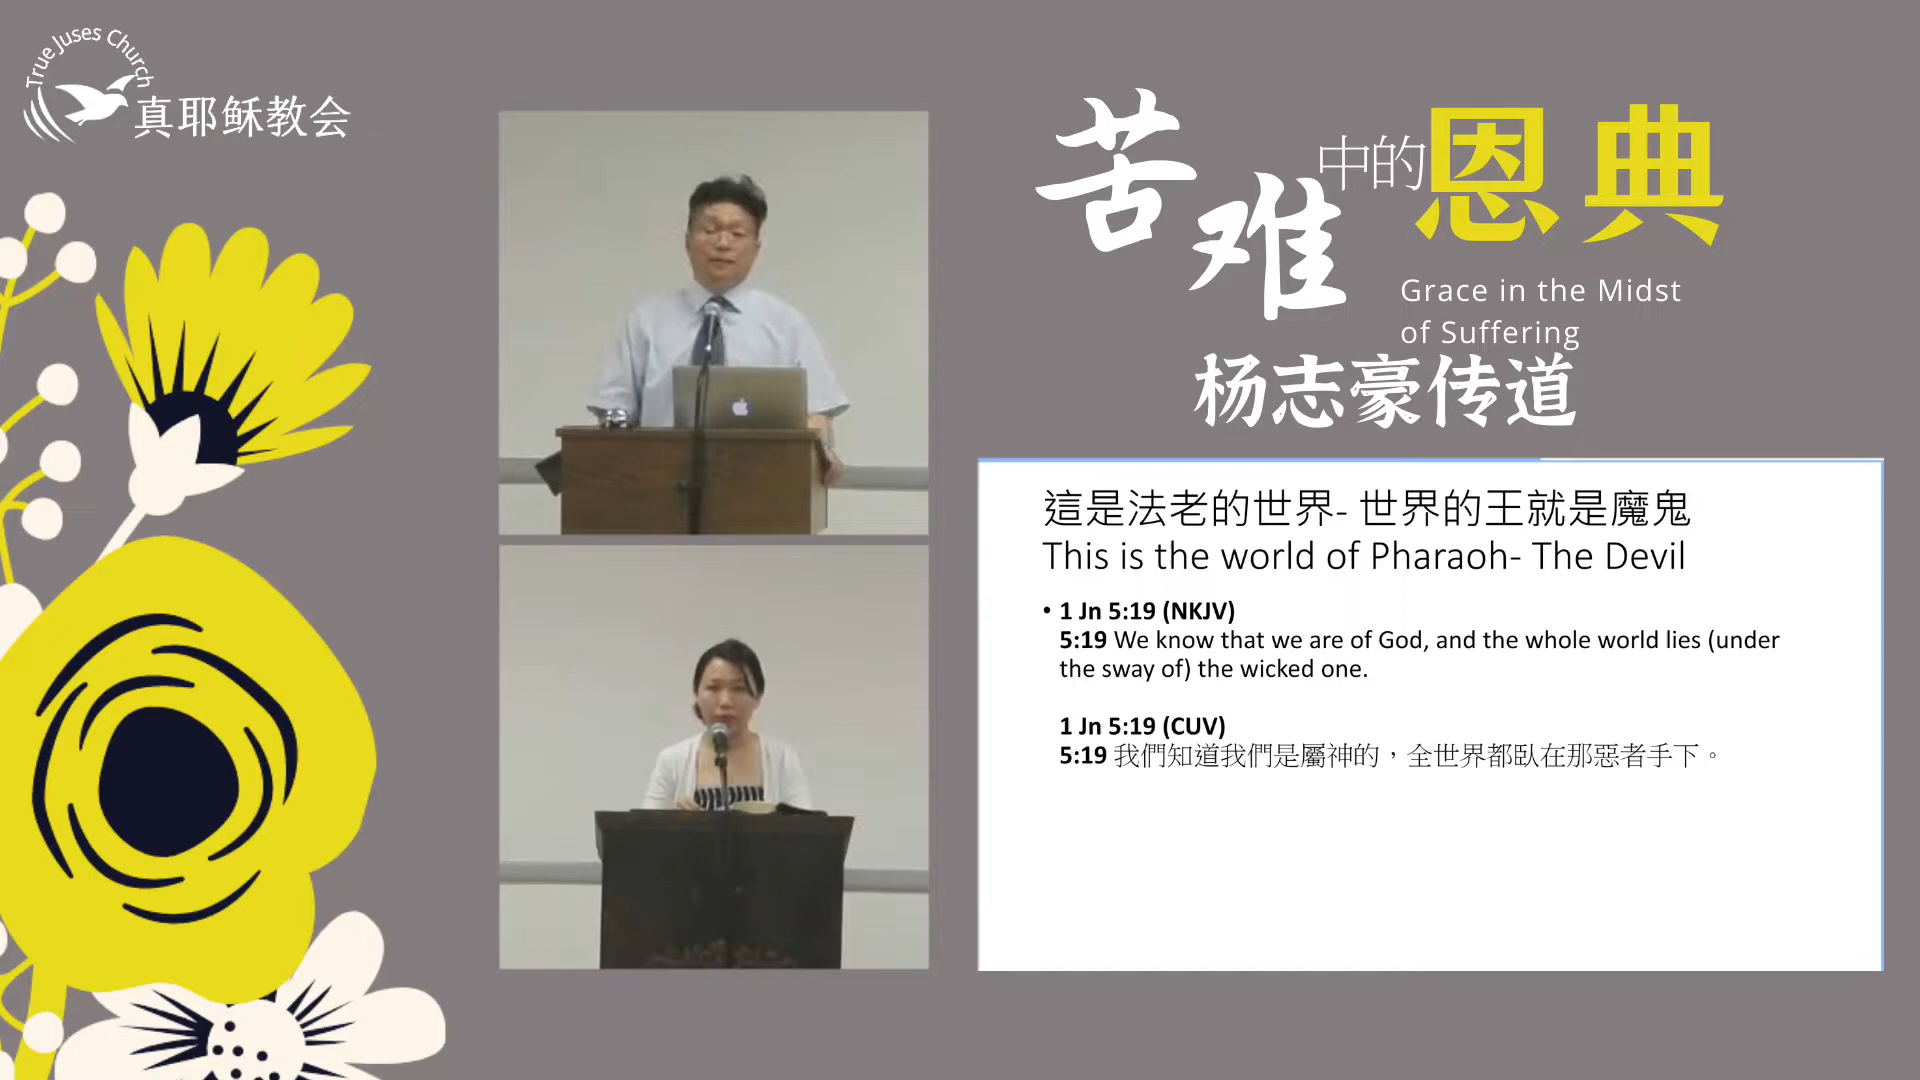 True Juses Church
真耶稣教会
苦难中的恩典
Grace in the Midst
of Suffering
杨志豪传道
這是法老的世界- 世界的王就是魔鬼
This is the world of Pharaoh- The Devil
• 1 Jn 5:19 (NKJV)
5:19 We know that we are of God, and the whole world lies (under
the sway of) the wicked one.
1 Jn 5:19 (CUV)
5:19 我們知道我們是屬神的，全世界都臥在那惡者手下。